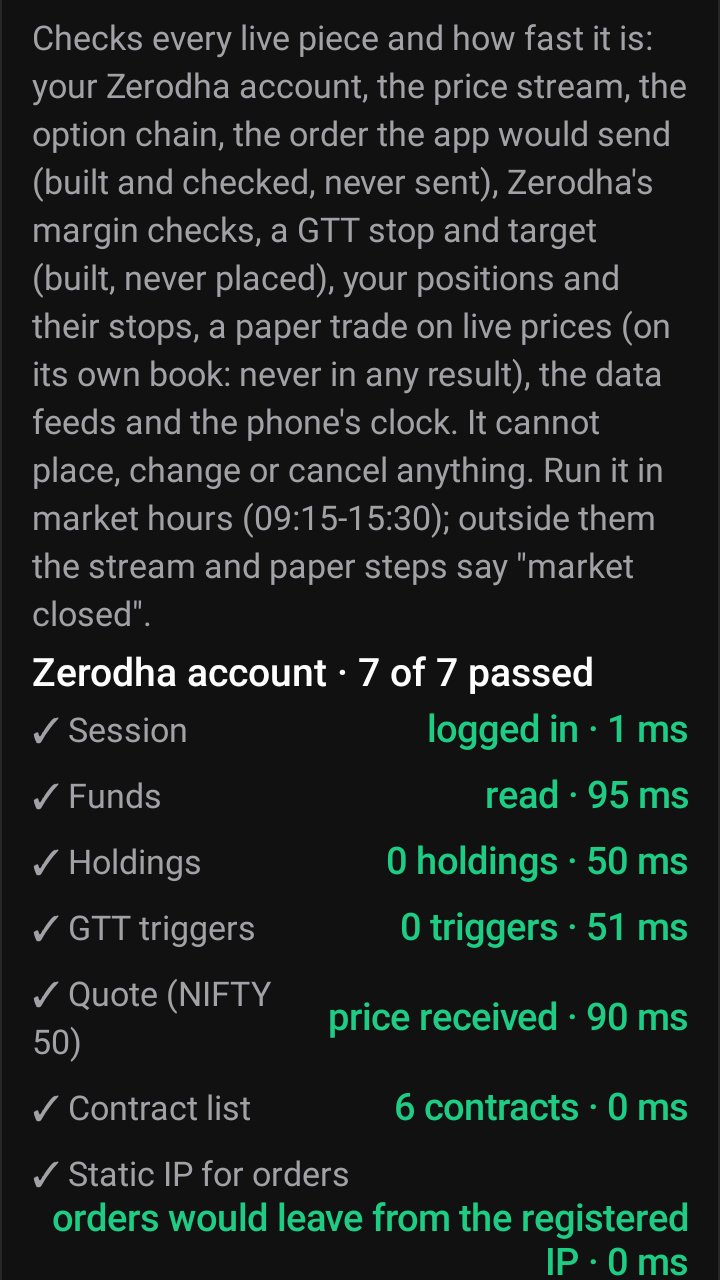 Checks every live piece and how fast it is:
your Zerodha account, the price stream, the
option chain, the order the app would send
(built and checked, never sent), Zerodha's
margin checks, a GTT stop and target
(built, never placed), your positions and
their stops, a paper trade on live prices (on
its own book: never in any result), the data
feeds and the phone's clock. It cannot
place, change or cancel anything. Run it in
market hours (09:15-15:30); outside them
the stream and paper steps say "market
closed".
Zerodha account · 7 of 7 passed
✓ Session logged in · 1 ms
✓ Funds read · 95 ms
✓ Holdings 0 holdings · 50 ms
✓ GTT triggers 0 triggers · 51 ms
✓ Quote (NIFTY
50) price received · 90 ms
✓ Contract list 6 contracts · 0 ms
✓ Static IP for orders
orders would leave from the registered
IP · 0 ms